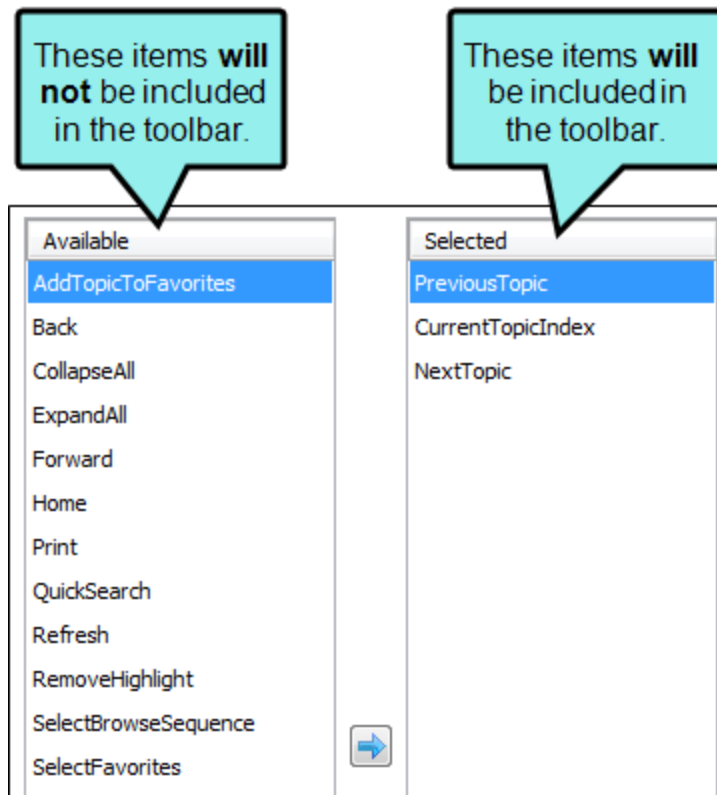 These items will
not be included
in the toolbar.
These items will
be included in
the toolbar.
Available
AddTopicToFavorites
Back
CollapseAll
ExpandAll
Forward
Home
Print
QuickSearch
Refresh
RemoveHighlight
SelectBrowseSequence
SelectFavorites
Selected
PreviousTopic
CurrentTopicIndex
NextTopic